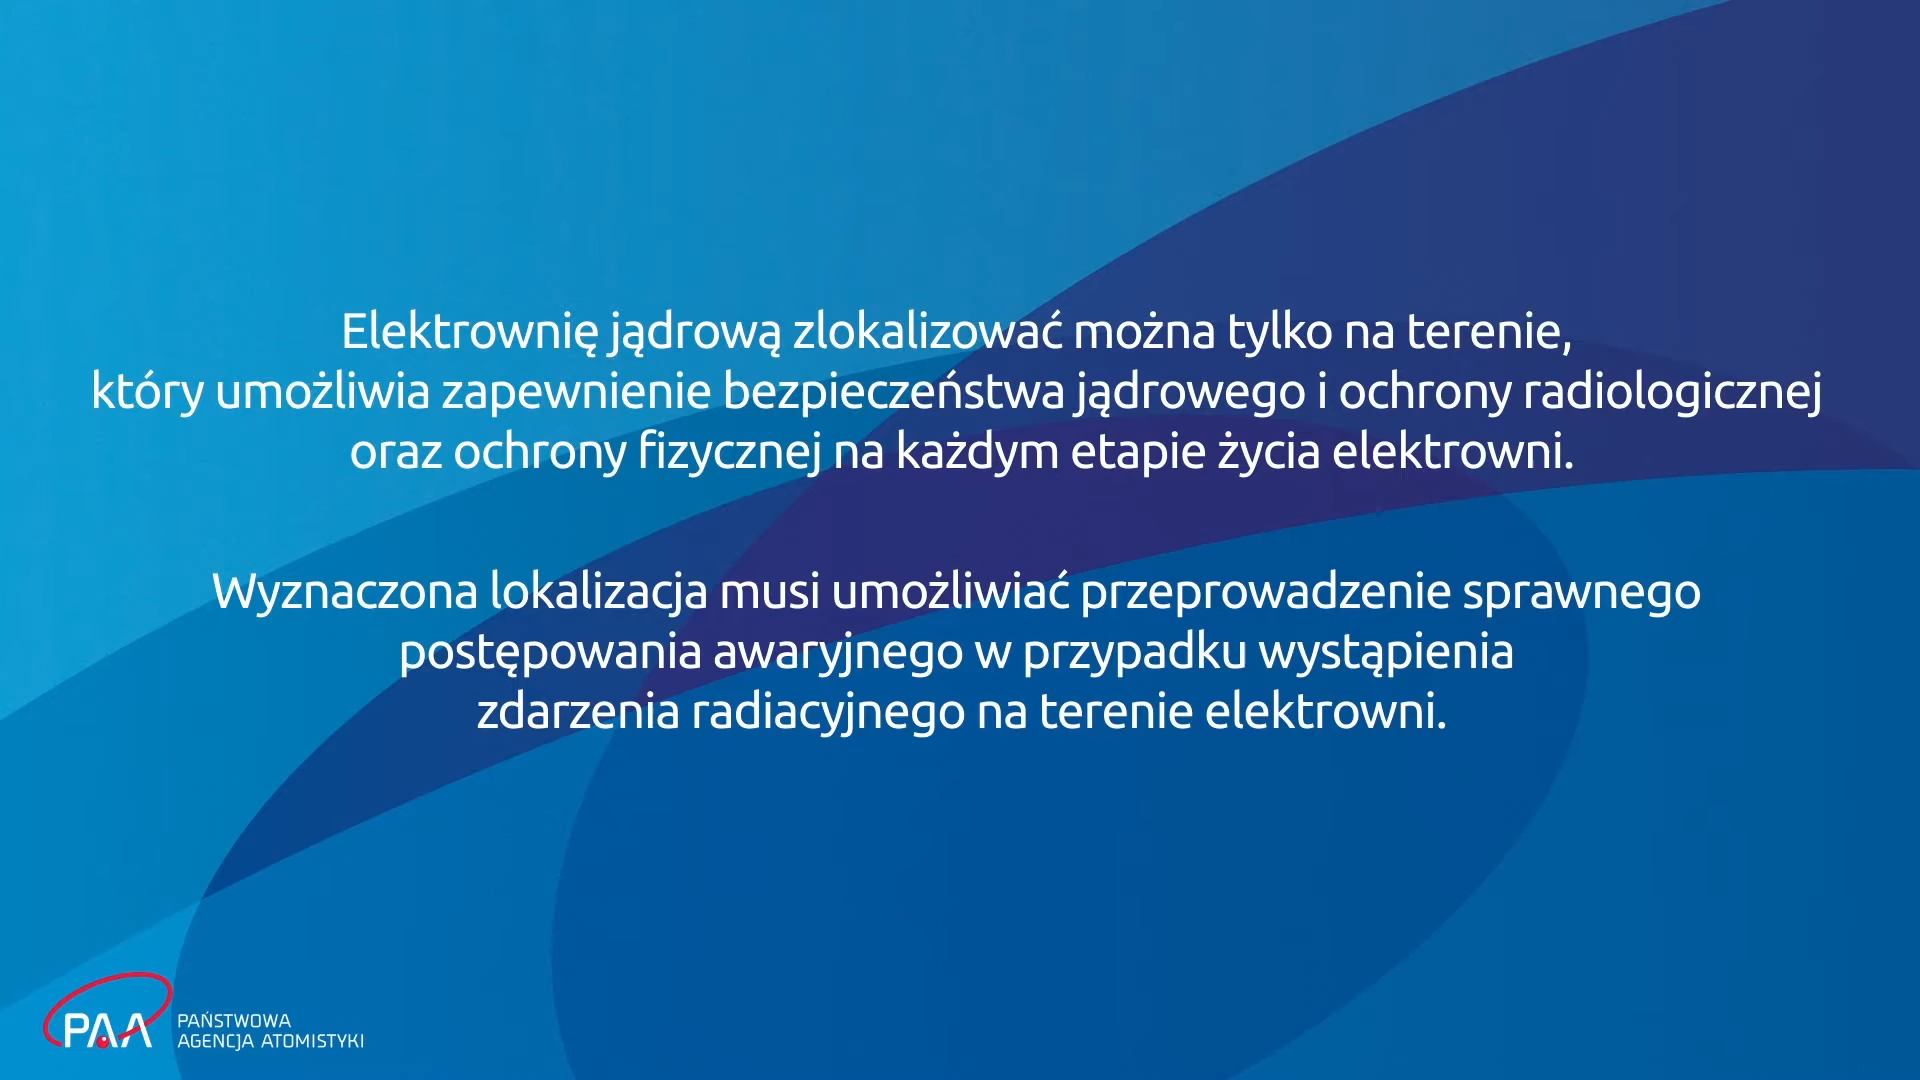 Elektrownię jądrową zlokalizować można tylko na terenie,
który umożliwia zapewnienie bezpieczeństwa jądrowego i ochrony radiologicznej
oraz ochrony fizycznej na każdym etapie życia elektrowni.
Wyznaczona lokalizacja musi umożliwiać przeprowadzenie sprawnego
postępowania awaryjnego w przypadku wystąpienia
zdarzenia radiacyjnego na terenie elektrowni.
PAA
PAŃSTWOWA
AGENCJA ATOMISTYKI